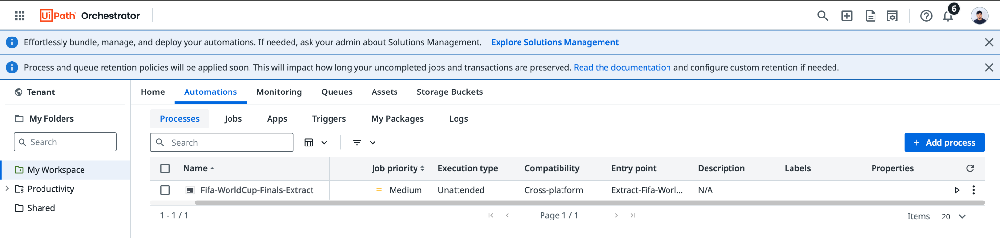 UiPath Orchestrator 6
Effortlessly bundle, manage, and deploy your automations. If needed, ask your admin about Solutions Management. Explore Solutions Management
Process and queue retention policies will be applied soon. This will impact how long your uncompleted jobs and transactions are preserved. Read the documentation and configure custom retention if needed.
Tenant
My Folders
Search
My Workspace
Productivity
Shared
Home Automations Monitoring Queues Assets Storage Buckets
Processes Jobs Apps Triggers My Packages Logs
Search + Add process
Name Job priority Execution type Compatibility Entry point Description Labels Properties
Fifa-WorldCup-Finals-Extract = Medium Unattended Cross-platform Extract-Fifa-Worl... N/A
1 - 1 / 1 Page 1 / 1 Items 20